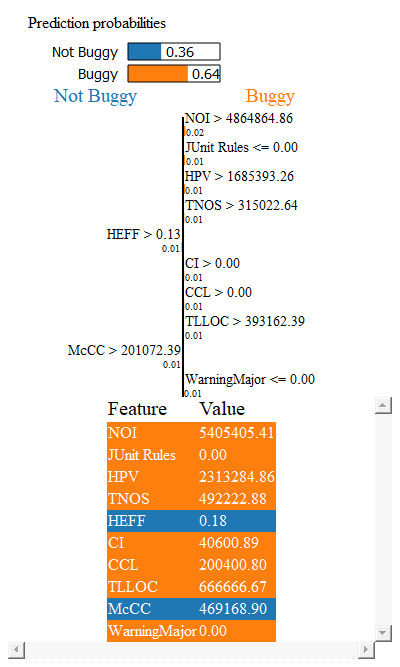 Prediction probabilities
Not Buggy 0.36
Buggy 0.64
Not Buggy Buggy
NOI > 4864864.86
0.02
JUnit Rules <= 0.00
0.01
HPV > 1685393.26
0.01
TNOS > 315022.64
0.01
HEFF > 0.13
0.01
CI > 0.00
0.01
CCL > 0.00
0.01
TLLOC > 393162.39
0.01
McCC > 201072.39
0.01
WarningMajor <= 0.00
0.01
Feature Value
NOI 5405405.41
JUnit Rules 0.00
HPV 2313284.86
TNOS 492222.88
HEFF 0.18
CI 40600.89
CCL 200400.80
TLLOC 666666.67
McCC 469168.90
WarningMajor 0.00